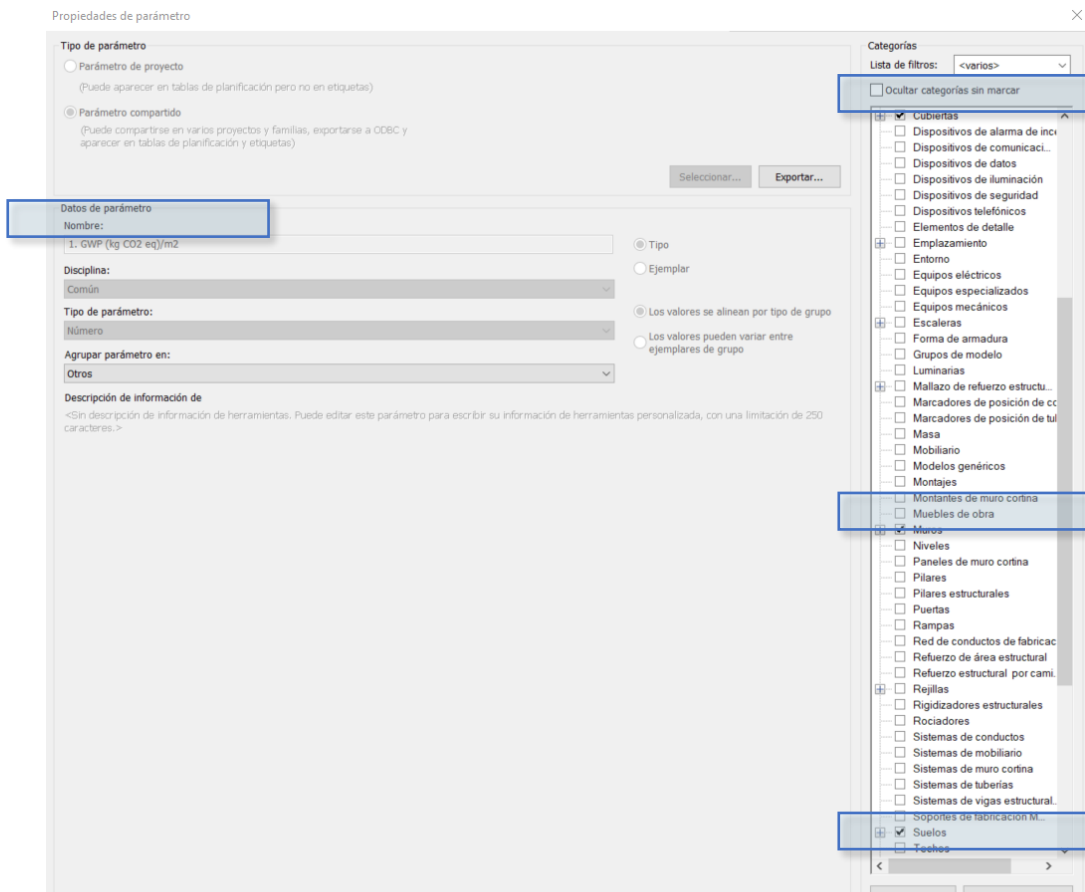 Propiedades de parámetro
Tipo de parámetro
Parámetro de proyecto
(Puede aparecer en tablas de planificación pero no en etiquetas)
Parámetro compartido
(Puede compartirse en varios proyectos y familias, exportarse a ODBC y
aparecer en tablas de planificación y etiquetas)
Seleccionar...
Exportar...
Datos de parámetro
Nombre:
1. GWP (kg CO2 eq)/m2
Tipo
Disciplina:
Ejemplar
Común
Tipo de parámetro:
Los valores se alinean por tipo de grupo
Número
Los valores pueden variar entre
ejemplares de grupo
Agrupar parámetro en:
Otros
Descripción de información de
<Sin descripción de información de herramientas. Puede editar este parámetro para escribir su información de herramientas personalizada, con una limitación de 250
caracteres.>
Categorías
Lista de filtros:
<varios>
Ocultar categorías sin marcar
Cubiertas
Dispositivos de alarma de ince
Dispositivos de comunicaci...
Dispositivos de datos
Dispositivos de iluminación
Dispositivos de seguridad
Dispositivos telefónicos
Elementos de detalle
Emplazamiento
Entorno
Equipos eléctricos
Equipos especializados
Equipos mecánicos
Escaleras
Forma de armadura
Grupos de modelo
Luminarias
Mallazo de refuerzo estructu...
Marcadores de posición de cc
Marcadores de posición de tul
Masa
Mobiliario
Modelos genéricos
Montajes
Montantes de muro cortina
Muebles de obra
Muros
Niveles
Paneles de muro cortina
Pilares
Pilares estructurales
Puertas
Rampas
Red de conductos de fabricac
Refuerzo de área estructural
Refuerzo estructural por cami.
Rejillas
Rigidizadores estructurales
Rociadores
Sistemas de conductos
Sistemas de mobiliario
Sistemas de muro cortina
Sistemas de tuberías
Sistemas de vigas estructural..
Soportes de fabricación M...
Suelos
Techos